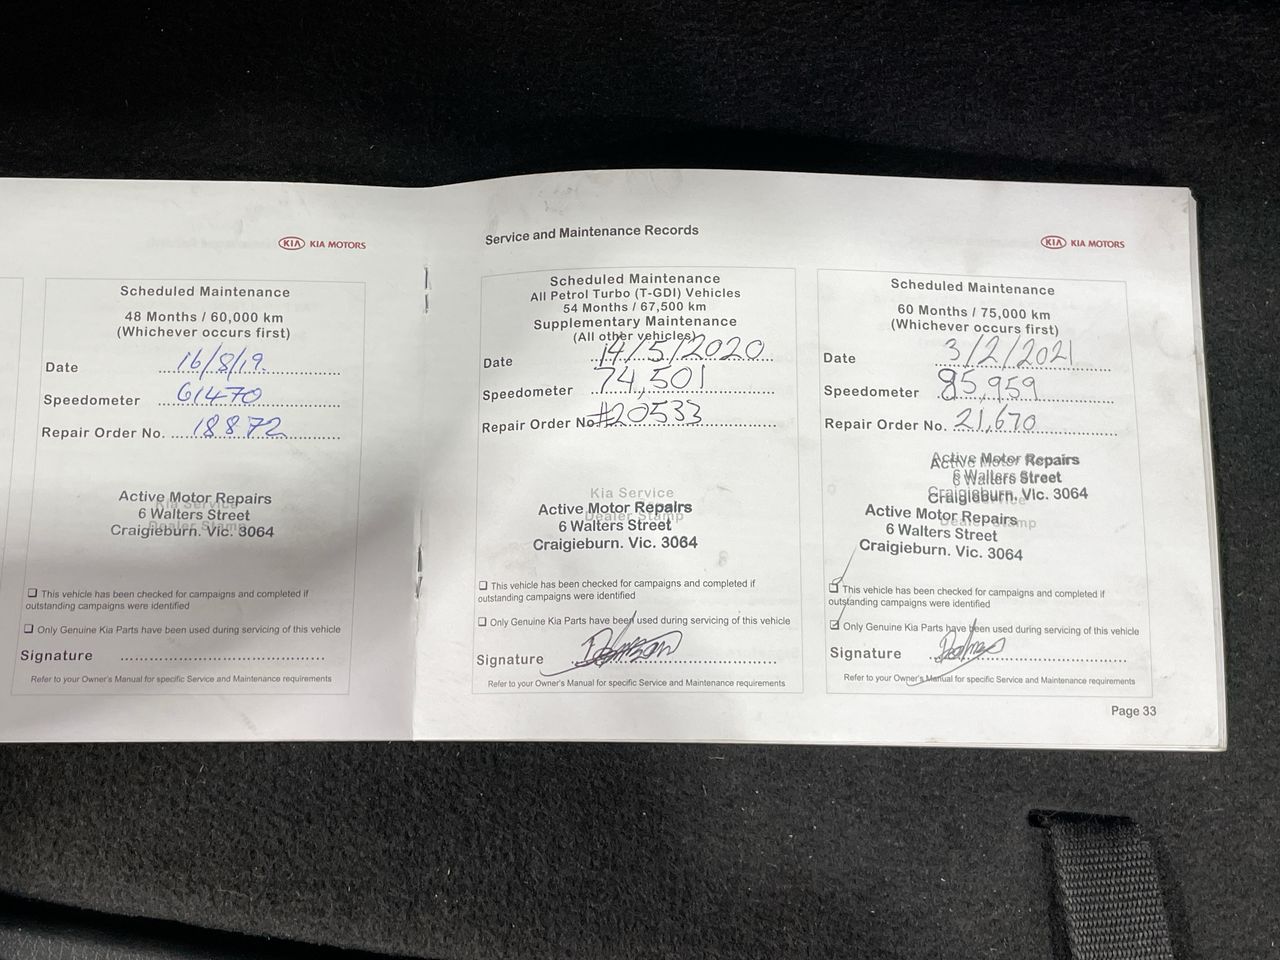 KIA KIA MOTORS
Scheduled Maintenance
48 Months / 60,000 km
(Whichever occurs first)
Date 16/8/19.
Speedometer 61470
Repair Order No. 18872
Kia Service
Dealer Stamp
Active Motor Repairs
6 Walters Street
Craigieburn. Vic. 3064
This vehicle has been checked for campaigns and completed if
outstanding campaigns were identified
Only Genuine Kia Parts have been used during servicing of this vehicle
Signature
Refer to your Owner's Manual for specific Service and Maintenance requirements
Service and Maintenance Records
KIA KIA MOTORS
Scheduled Maintenance
All Petrol Turbo (T-GDI) Vehicles
54 Months / 67,500 km
Supplementary Maintenance
(All other vehicles)
Date 14/5/2020
Speedometer 74,501
Repair Order No #20533
Kia Service
Dealer Stamp
Active Motor Repairs
6 Walters Street
Craigieburn. Vic. 3064
This vehicle has been checked for campaigns and completed if
outstanding campaigns were identified
Only Genuine Kia Parts have been used during servicing of this vehicle
Signature
Refer to your Owner's Manual for specific Service and Maintenance requirements
Scheduled Maintenance
60 Months / 75,000 km
(Whichever occurs first)
Date 3/2/2021
Speedometer 85,959
Repair Order No. 21,670
Active Motor Repairs
6 Walters Street
Craigieburn. Vic. 3064
Dealer Stamp
Active Motor Repairs
6 Walters Street
Craigieburn. Vic. 3064
This vehicle has been checked for campaigns and completed if
outstanding campaigns were identified
Only Genuine Kia Parts have been used during servicing of this vehicle
Signature
Refer to your Owner's Manual for specific Service and Maintenance requirements
Page 33